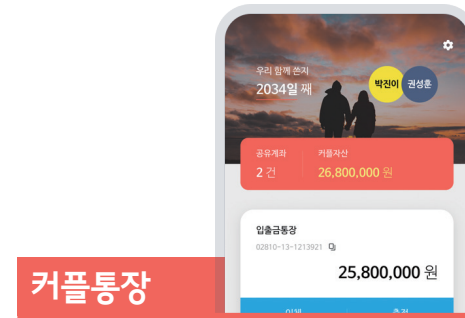 우리 함께 쓴지
2034일 째
박진이 권성훈
공유계좌 커플자산
2 건 26,800,000 원
입출금통장
02810-13-1213921
25,800,000 원
커플통장